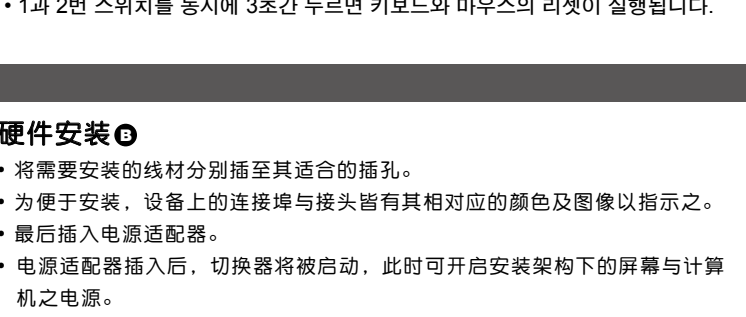 • 1과 2번 스위치를 동시에 3초간 누르면 키보드와 마우스의 리셋이 실행됩니다.
硬件安装 B
• 将需要安装的线材分别插至其适合的插孔。
• 为便于安装，设备上的连接埠与接头皆有其相对应的颜色及图像以指示之。
• 最后插入电源适配器。
• 电源适配器插入后，切换器将被启动，此时可开启安装架构下的屏幕与计算
机之电源。